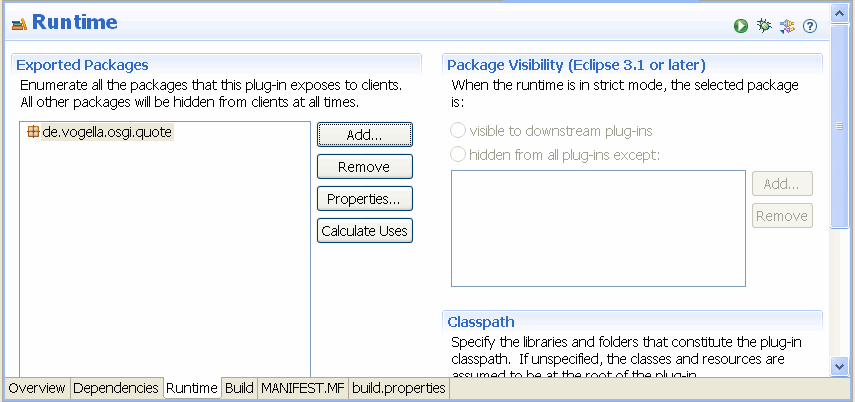 Runtime
Exported Packages
Enumerate all the packages that this plug-in exposes to clients.
All other packages will be hidden from clients at all times.
de.vogella.osgi.quote
Add...
Remove
Properties...
Calculate Uses
Package Visibility (Eclipse 3.1 or later)
When the runtime is in strict mode, the selected package
is:
visible to downstream plug-ins
hidden from all plug-ins except:
Add...
Remove
Classpath
Specify the libraries and folders that constitute the plug-in
classpath.  If unspecified, the classes and resources are
assumed to be at the root of the plug-in.
Overview
Dependencies
Runtime
Build
MANIFEST.MF
build.properties